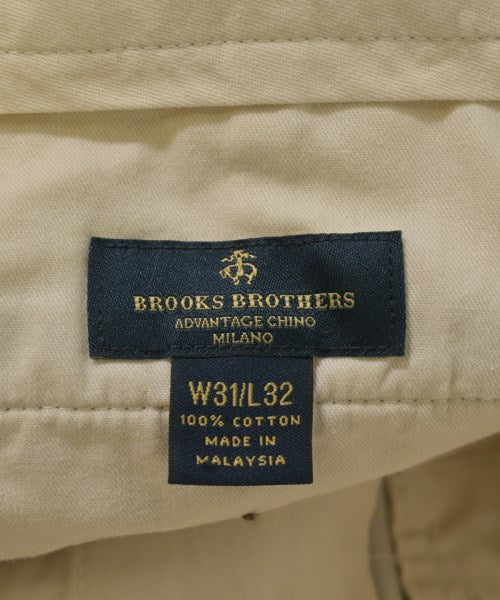 BROOKS BROTHERS
ADVANTAGE CHINO
MILANO
W31/L32
100% COTTON
MADE IN
MALAYSIA